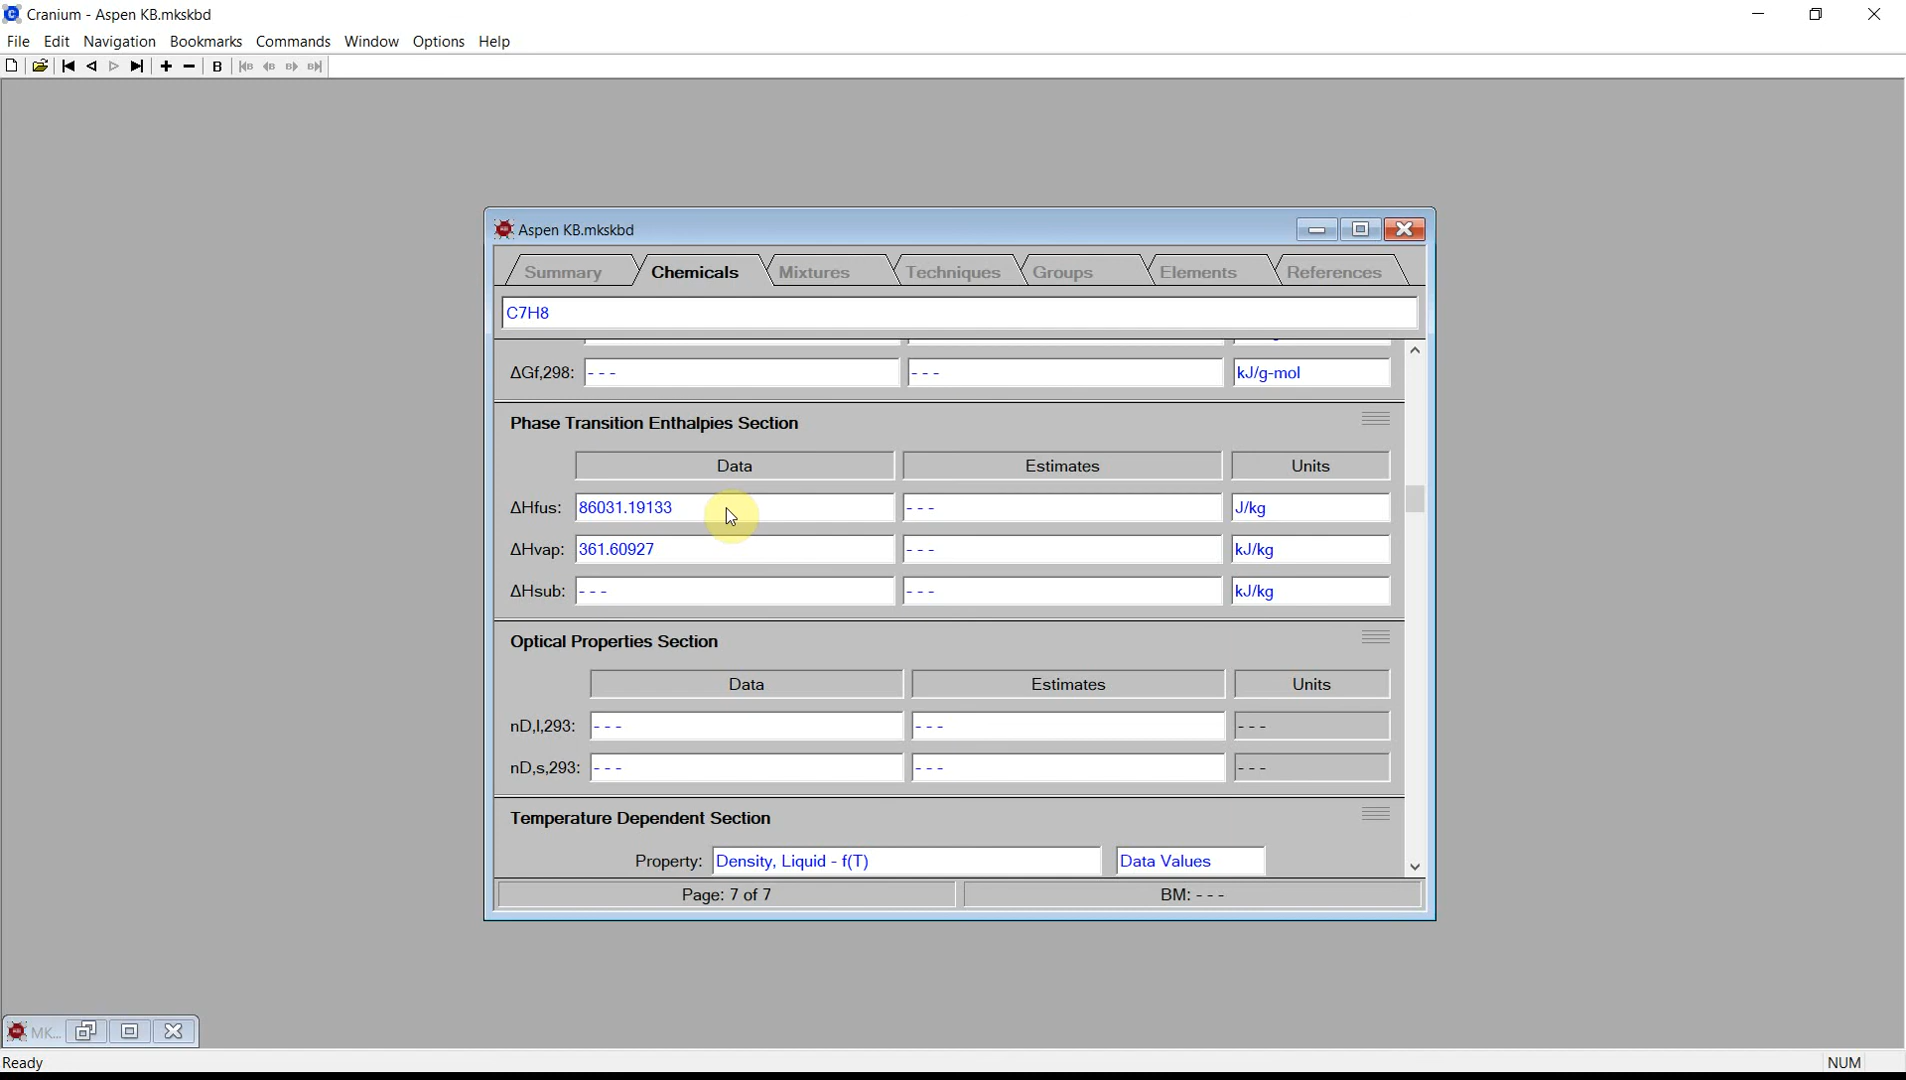 Cranium - Aspen KB.mkskbd
File Edit Navigation Bookmarks Commands Window Options Help
B
Aspen KB.mkskbd
Summary Chemicals Mixtures Techniques Groups Elements References
C7H8
ΔGf,298: - - - - - - kJ/g-mol
Phase Transition Enthalpies Section
Data Estimates Units
ΔHfus: 86031.19133 - - - J/kg
ΔHvap: 361.60927 - - - kJ/kg
ΔHsub: - - - - - - kJ/kg
Optical Properties Section
Data Estimates Units
nD,l,293: - - - - - - - - -
nD,s,293: - - - - - - - - -
Temperature Dependent Section
Property: Density, Liquid - f(T) Data Values
Page: 7 of 7 BM: - - -
MK...
Ready NUM